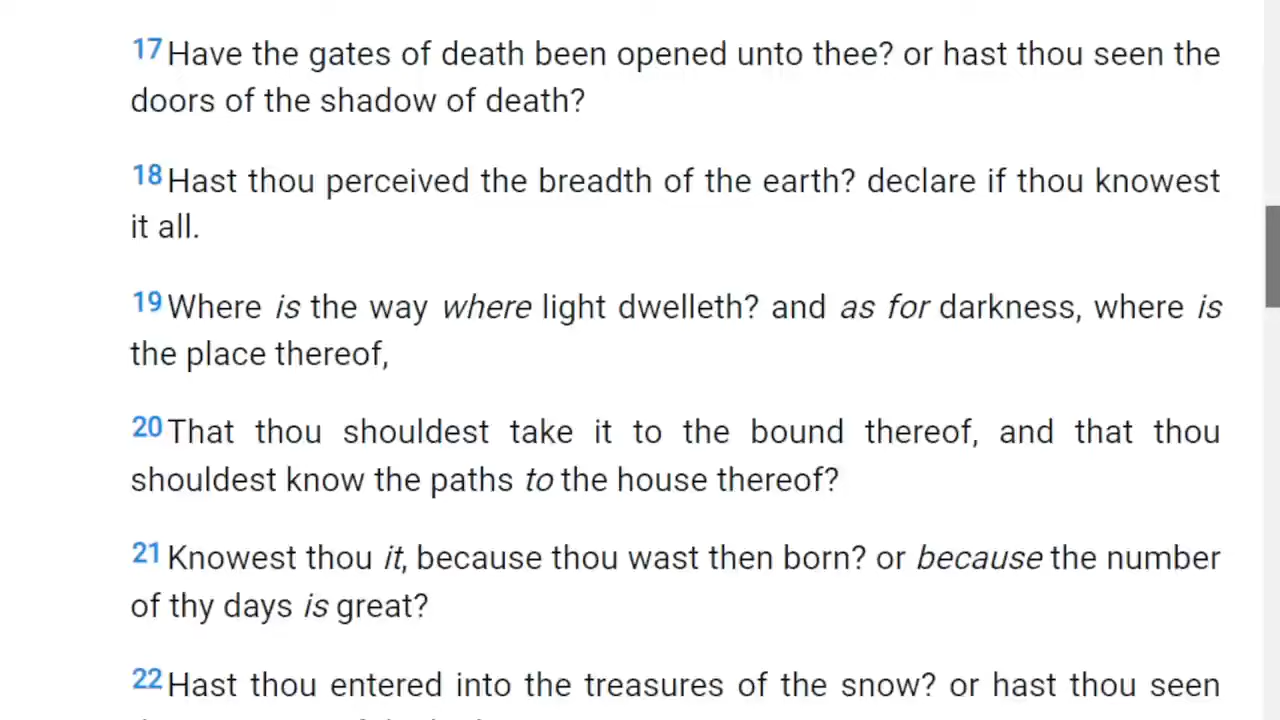 17 Have the gates of death been opened unto thee? or hast thou seen the
doors of the shadow of death?
18 Hast thou perceived the breadth of the earth? declare if thou knowest
it all.
19 Where is the way where light dwelleth? and as for darkness, where is
the place thereof,
20 That thou shouldest take it to the bound thereof, and that thou
shouldest know the paths to the house thereof?
21 Knowest thou it, because thou wast then born? or because the number
of thy days is great?
22 Hast thou entered into the treasures of the snow? or hast thou seen